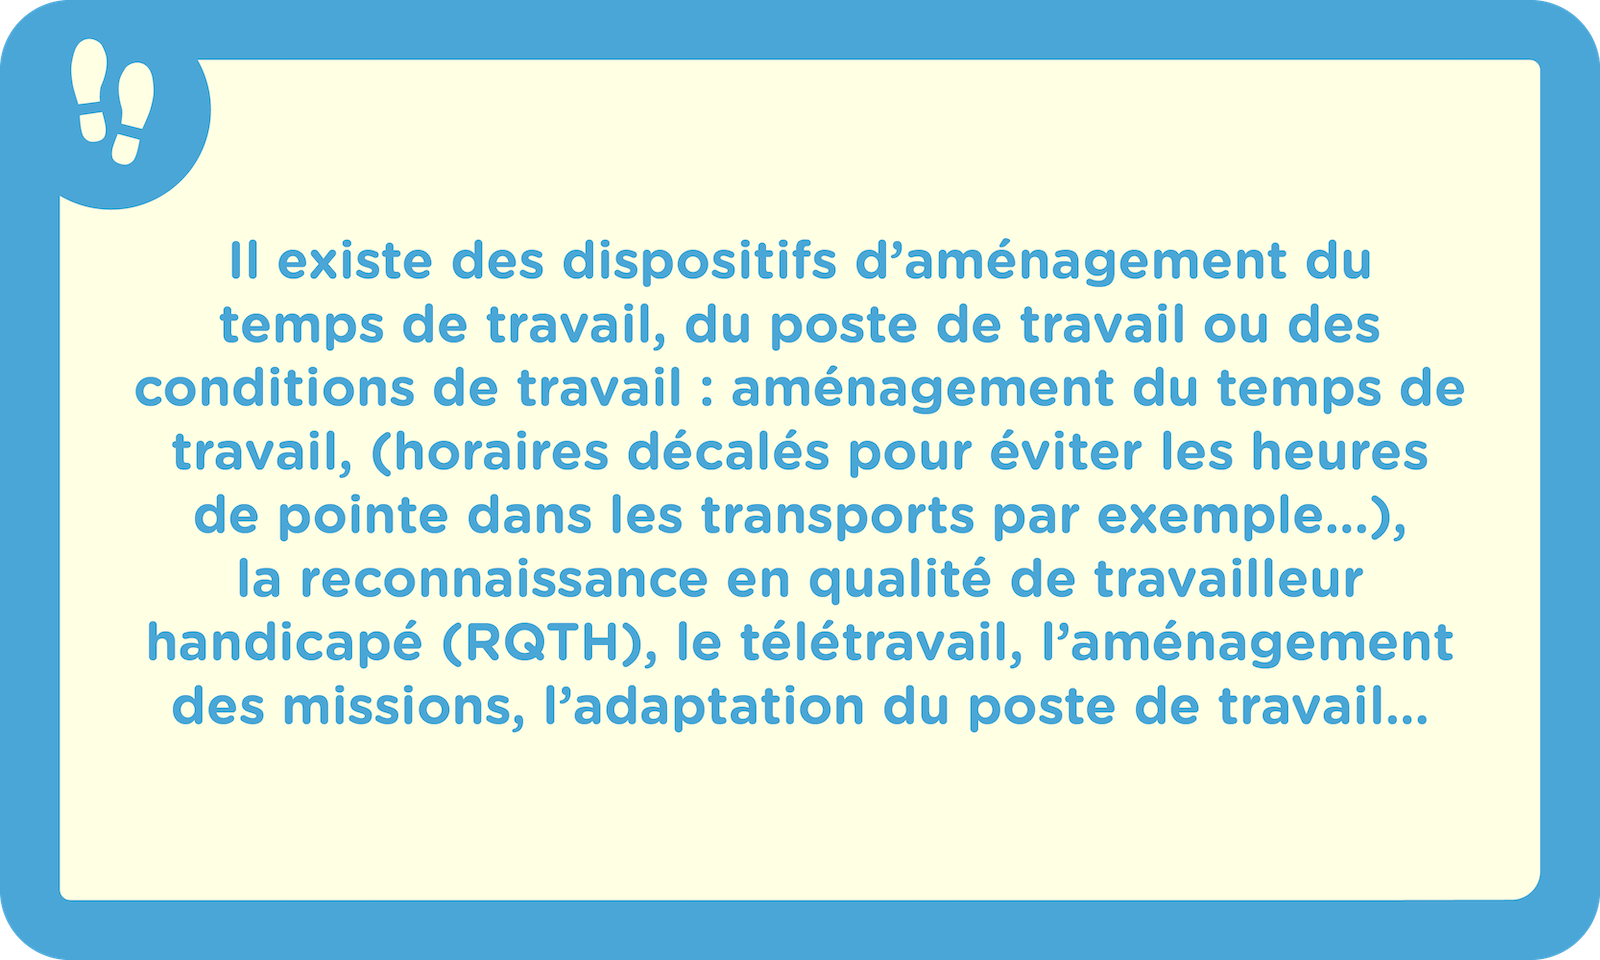 Il existe des dispositifs d’aménagement du
temps de travail, du poste de travail ou des
conditions de travail : aménagement du temps de
travail, (horaires décalés pour éviter les heures
de pointe dans les transports par exemple...),
la reconnaissance en qualité de travailleur
handicapé (RQTH), le télétravail, l’aménagement
des missions, l’adaptation du poste de travail...